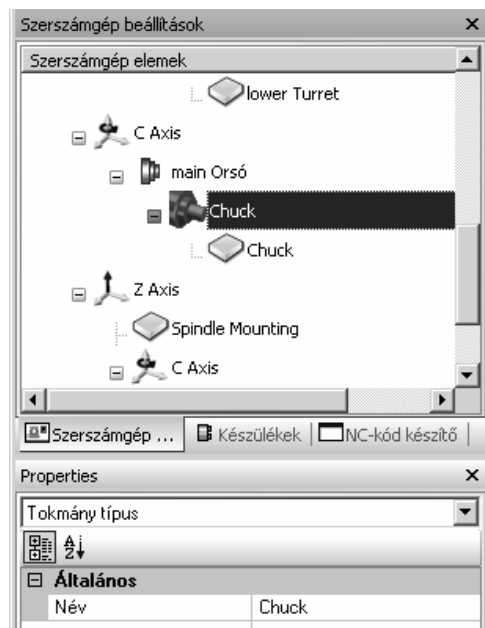 Szerszámgép beállítások
Szerszámgép elemek
lower Turret
C Axis
main Orsó
Chuck
Chuck
Z Axis
Spindle Mounting
C Axis
Szerszámgép ... Készülékek NC-kód készítő
Properties
Tokmány típus
Általános
Név Chuck